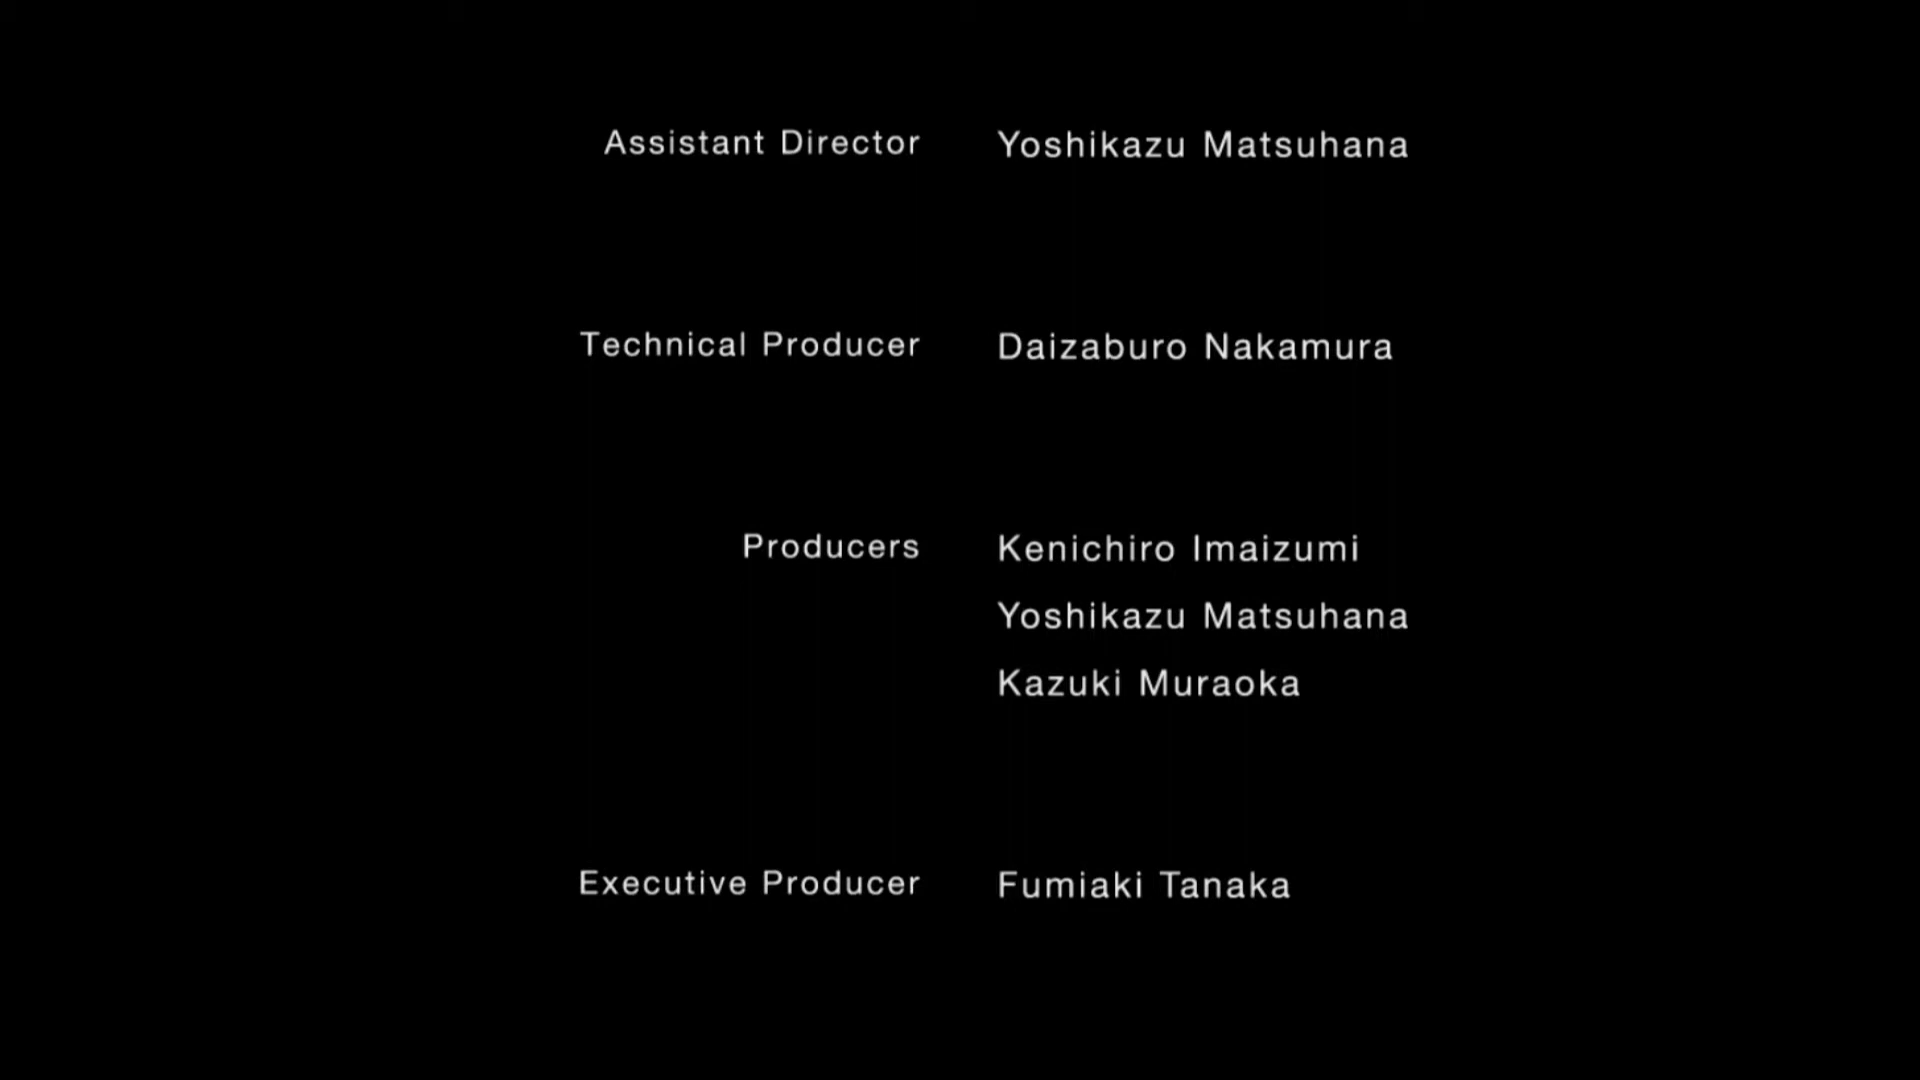 Assistant Director Yoshikazu Matsuhana
Technical Producer Daizaburo Nakamura
Producers Kenichiro Imaizumi
Yoshikazu Matsuhana
Kazuki Muraoka
Executive Producer Fumiaki Tanaka